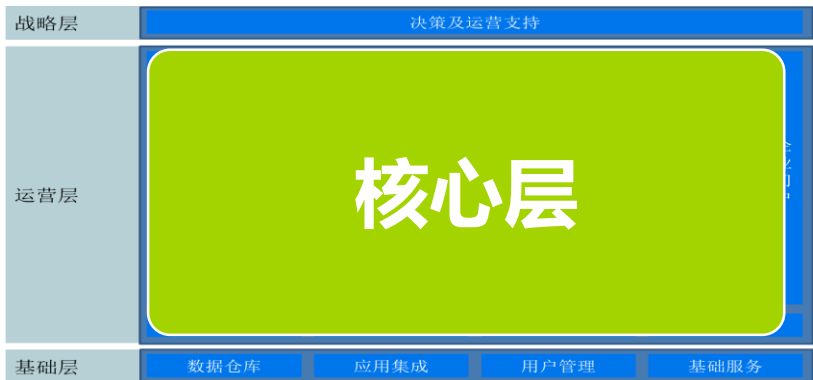 战略层
决策及运营支持
运营层
核心层
基础层
数据仓库
应用集成
用户管理
基础服务